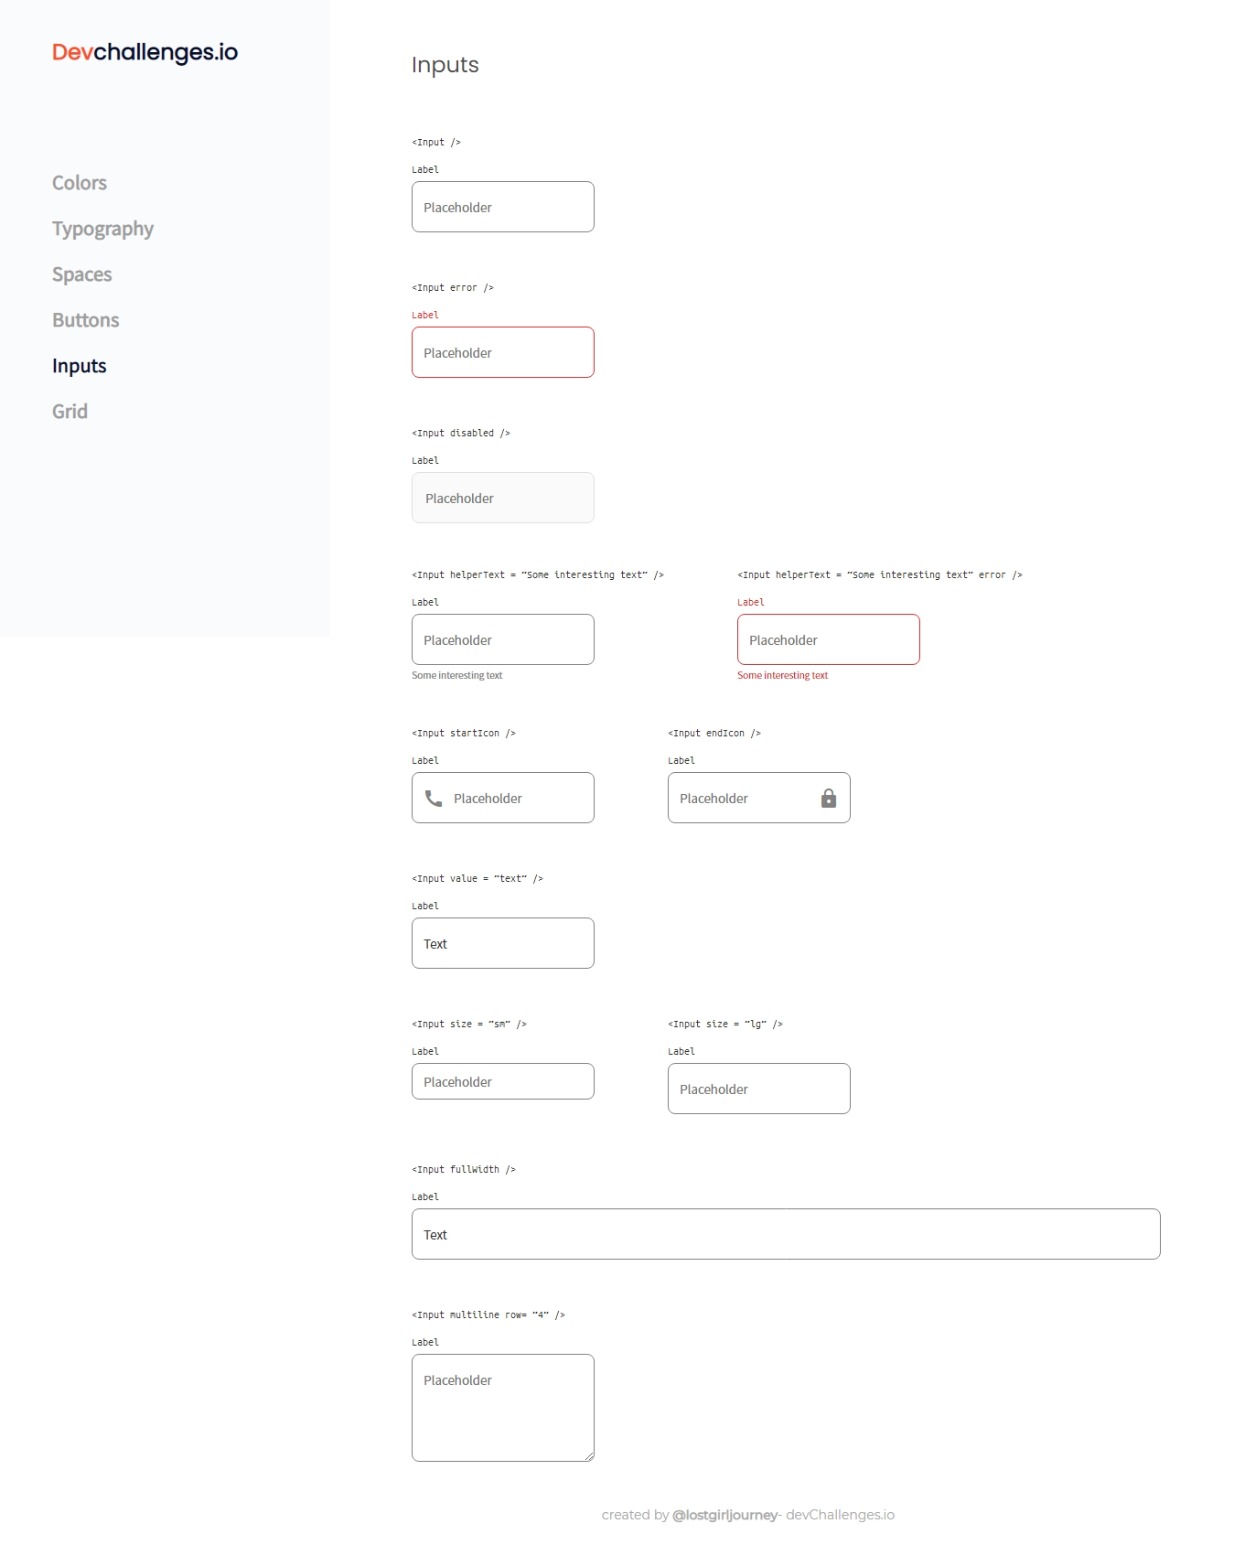 Devchallenges.io
Colors
Typography
Spaces
Buttons
Inputs
Grid
Inputs
<Input />
Label
Placeholder
<Input error />
Label
Placeholder
<Input disabled />
Label
Placeholder
<Input helperText = “Some interesting text” />
Label
Placeholder
Some interesting text
<Input helperText = “Some interesting text” error />
Label
Placeholder
Some interesting text
<Input startIcon />
Label
Placeholder
<Input endIcon />
Label
Placeholder
<Input value = “text” />
Label
Text
<Input size = “sm” />
Label
Placeholder
<Input size = “lg” />
Label
Placeholder
<Input fullWidth />
Label
Text
<Input multiline row= “4” />
Label
Placeholder
created by @lostgirljourney- devChallenges.io